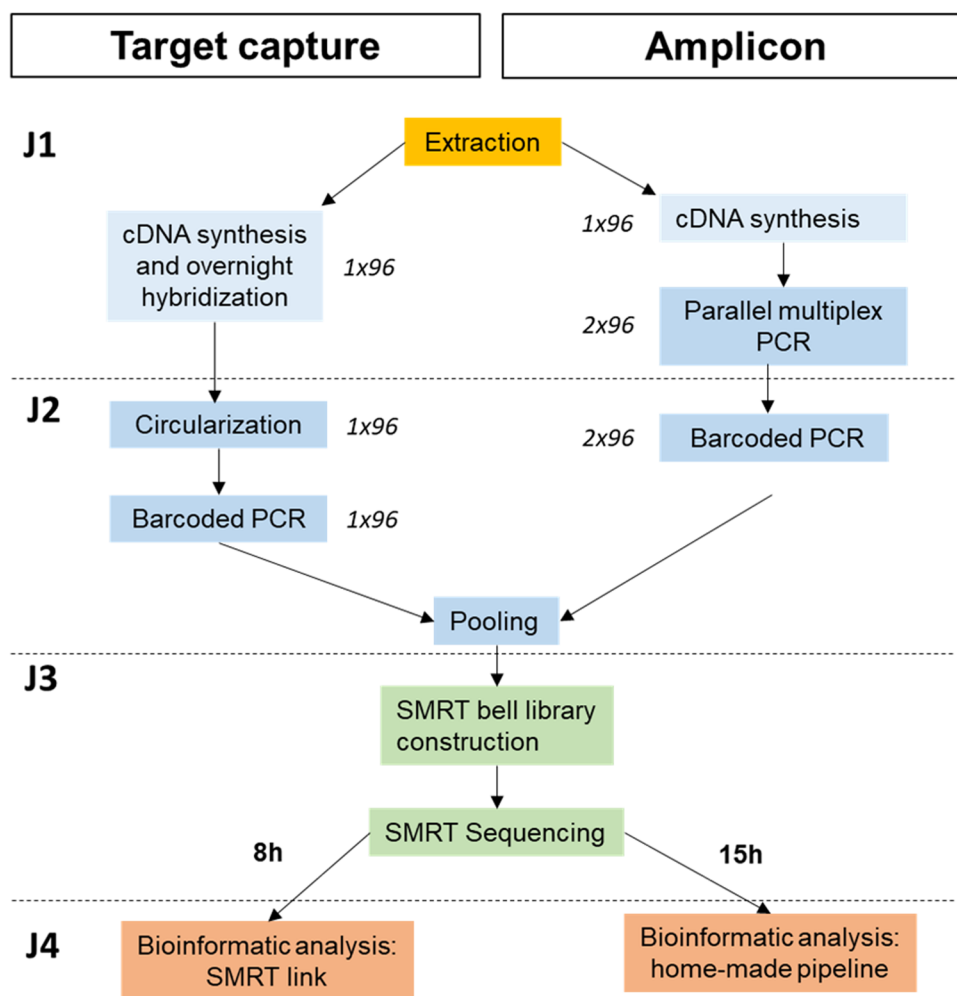 Target capture
Amplicon
J1
Extraction
cDNA synthesis
and overnight
hybridization
1x96
1x96
cDNA synthesis
2x96
Parallel multiplex
PCR
J2
Circularization
1x96
2x96
Barcoded PCR
Barcoded PCR
1x96
Pooling
J3
SMRT bell library
construction
SMRT Sequencing
8h
15h
J4
Bioinformatic analysis:
SMRT link
Bioinformatic analysis:
home-made pipeline